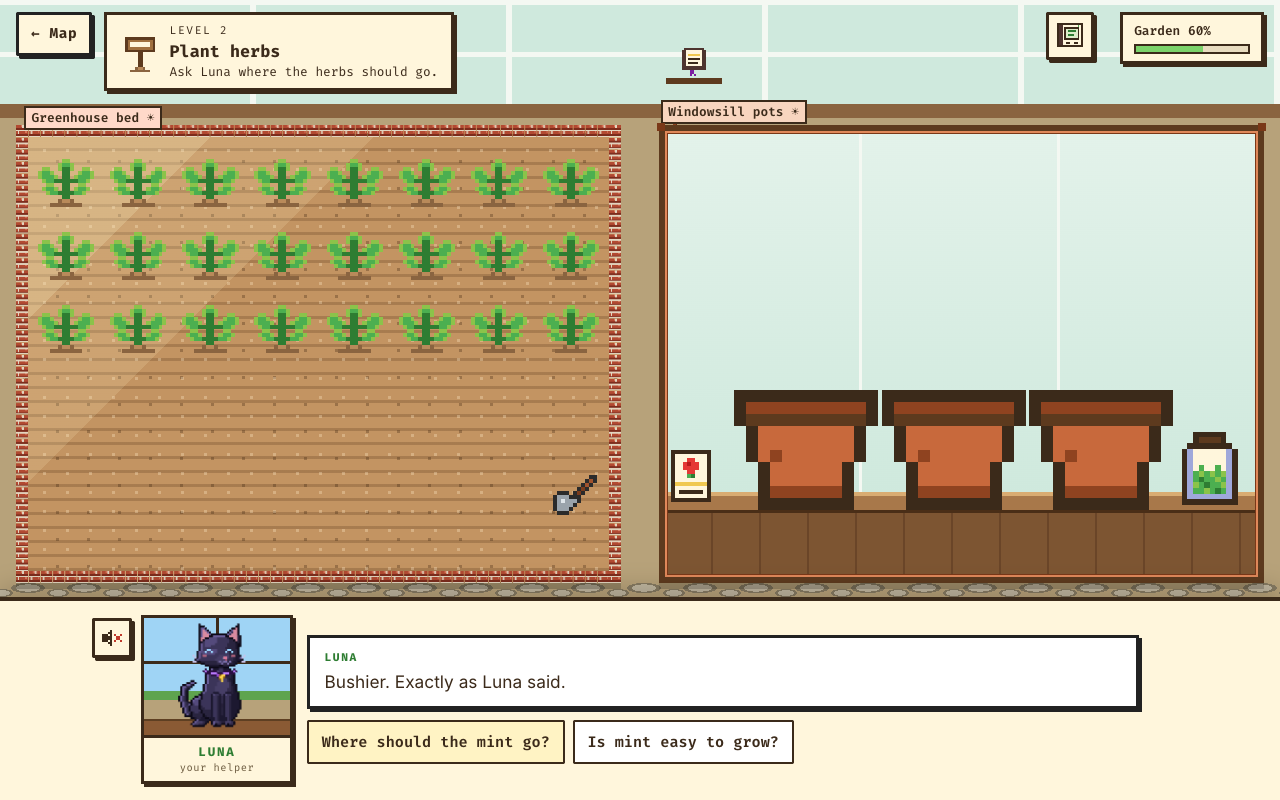 ← Map
LEVEL 2
Plant herbs
Ask Luna where the herbs should go.
Garden 60%
Greenhouse bed ☀
Windowsill pots ☀
LUNA
your helper
LUNA
Bushier. Exactly as Luna said.
Where should the mint go?
Is mint easy to grow?